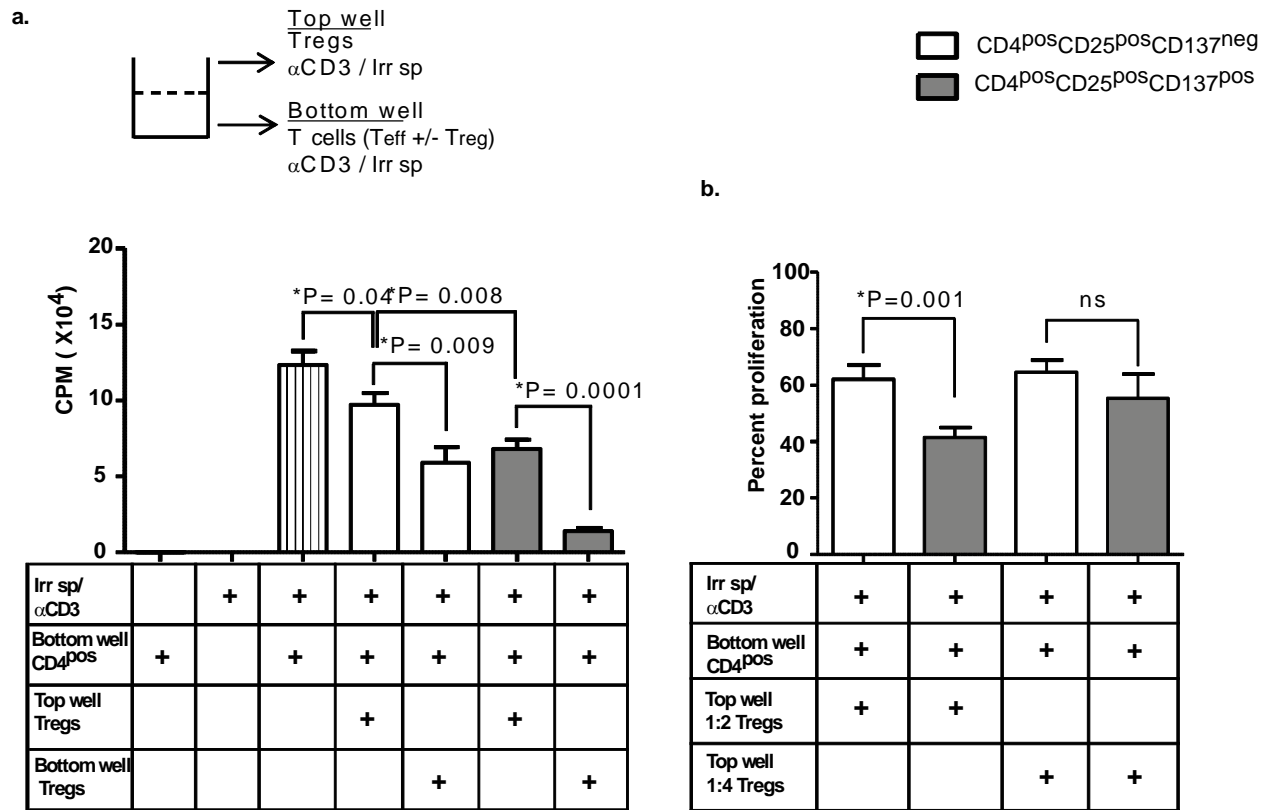 a.
Top well
Tregs
αCD3 / Irr sp
Bottom well
T cells (Teff +/- Treg)
αCD3 / Irr sp
CD4posCD25posCD137neg
CD4posCD25posCD137pos
CPM ( X10⁴)
20
15
10
5
0
*P= 0.04
*P= 0.008
*P= 0.009
*P= 0.0001
Irr sp/ αCD3 + + + + + +
Bottom well CD4pos + + + + + +
Top well Tregs + +
Bottom well Tregs + +
b.
Percent proliferation
100
80
60
40
20
0
*P=0.001
ns
Irr sp/ αCD3 + + + +
Bottom well CD4pos + + + +
Top well 1:2 Tregs + +
Top well 1:4 Tregs + +